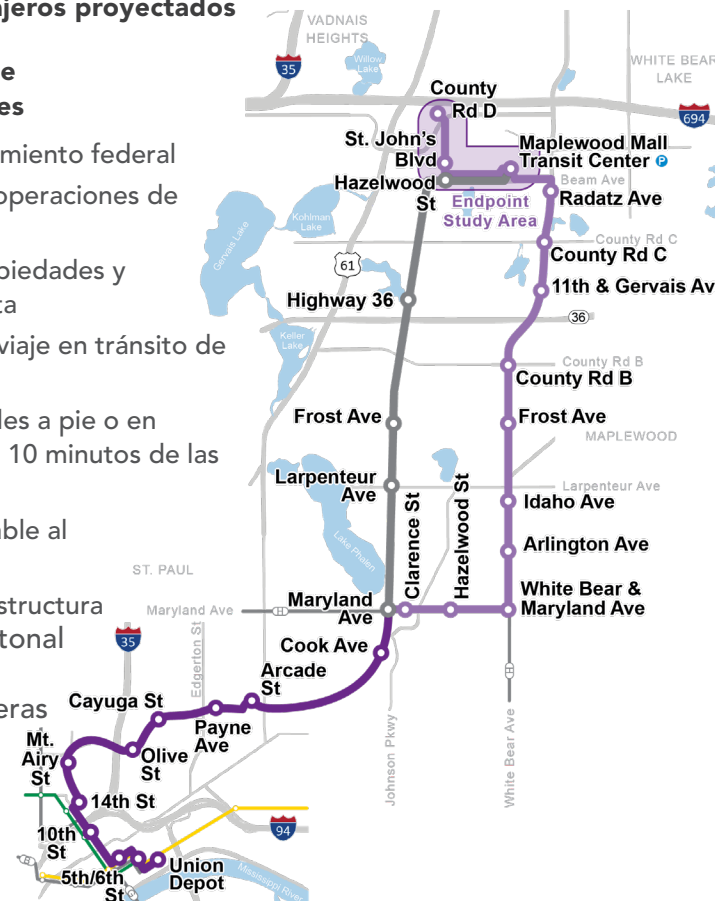 ajeros proyectados
e
es
miento federal
operaciones de
piedades y
ta
viaje en tránsito de
les a pie o en
10 minutos de las
ble al
structura
tonal
eras
VADNAIS
HEIGHTS
35
Willow
Lake
WHITE BEAR
LAKE
694
County
Rd D
St. John's
Blvd
Hazelwood
St
Maplewood Mall
Transit Center P
Beam Ave
Endpoint
Study Area
Radatz Ave
Gervais Lake
Kohlman
Lake
61
County Rd C
County Rd C
11th & Gervais Av
Highway 36
36
Keller
Lake
County Rd B
County Rd B
Frost Ave
Frost Ave
MAPLEWOOD
Larpenteur
Ave
Larpenteur Ave
Idaho Ave
Clarence St
Hazelwood St
Lake Phalen
Arlington Ave
ST. PAUL
Maryland Ave
H
Maryland
Ave
White Bear &
Maryland Ave
35
Edgerton St
Cook Ave
H
Arcade
St
Cayuga St
Payne
Ave
Johnson Pkwy
White Bear Ave
Mt.
Airy
St
Olive
St
14th St
10th
St
94
5th/6th
St
Union
Depot
B
G
Mississippi River